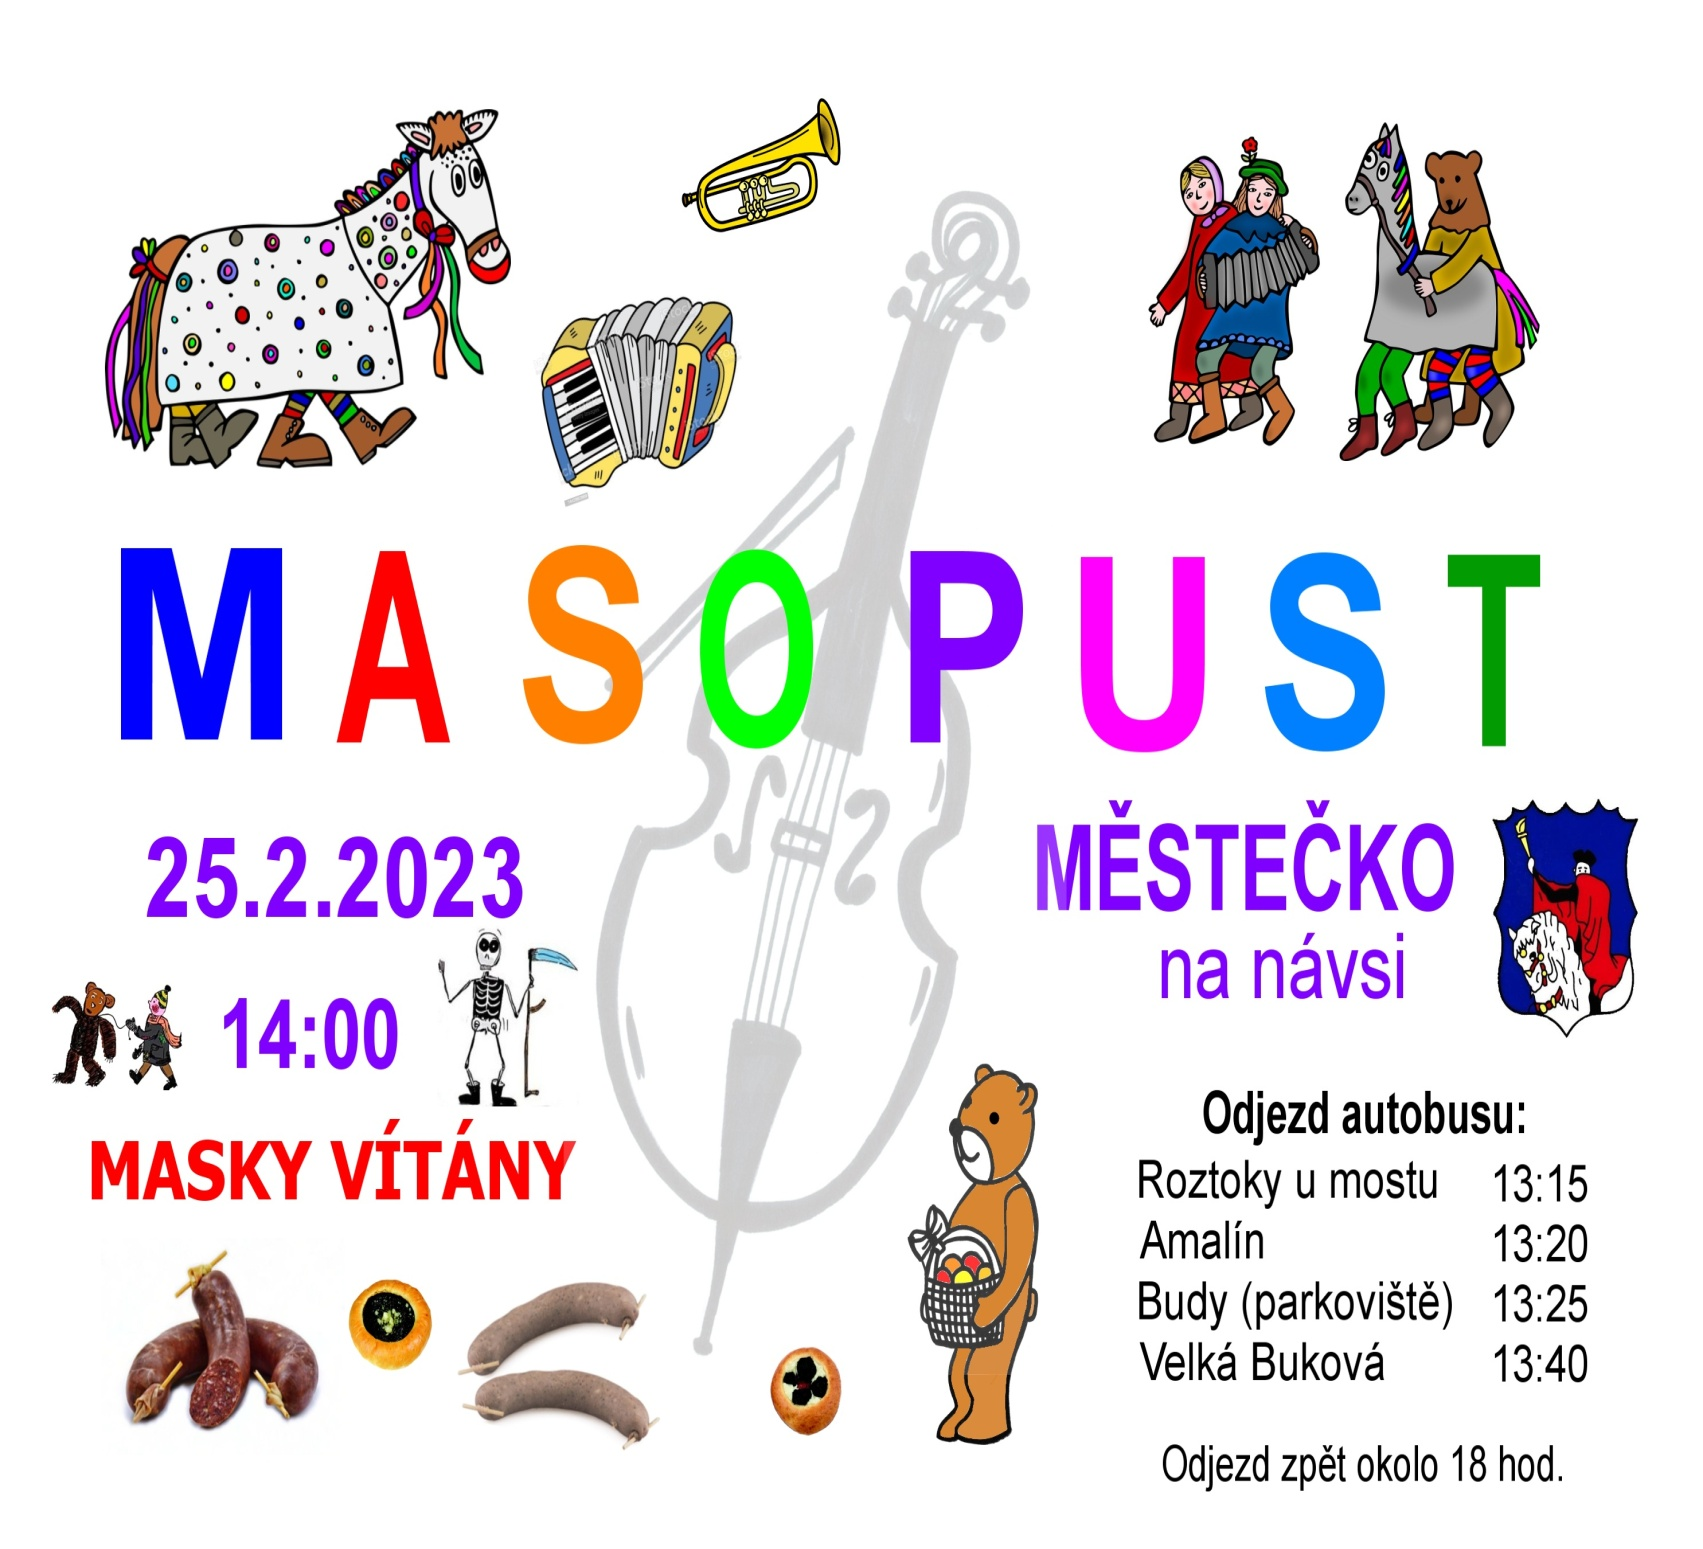 MASOPUST
25.2.2023
MĚSTEČKO
na návsi
14:00
MASKY VÍTÁNY
Odjezd autobusu:
Roztoky u mostu 13:15
Amalín 13:20
Budy (parkoviště) 13:25
Velká Buková 13:40
Odjezd zpět okolo 18 hod.